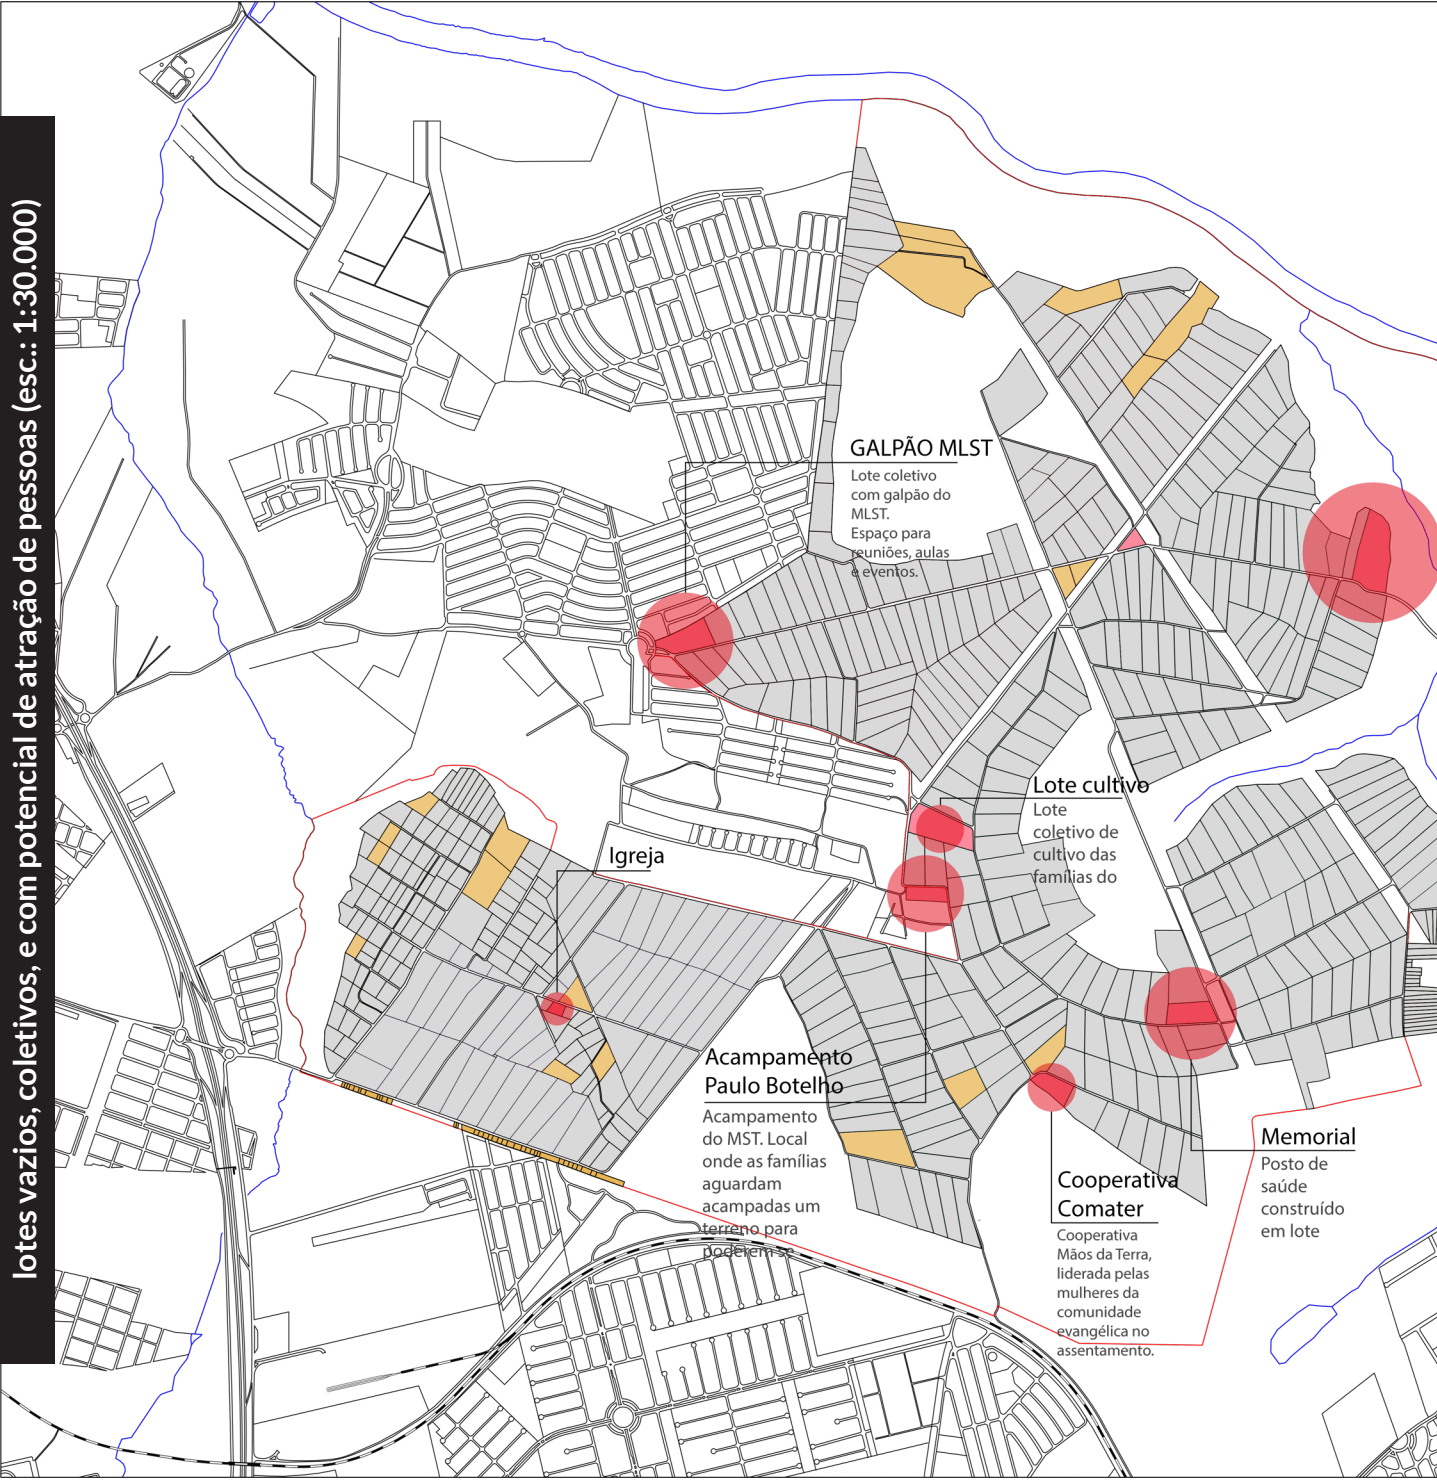 lotes vazios, coletivos, e com potencial de atração de pessoas (esc.: 1:30.000)
GALPÃO MLST
Lote coletivo
com galpão do
MLST.
Espaço para
reuniões, aulas
e eventos.
Lote cultivo
Lote
coletivo de
cultivo das
famílias do
Igreja
Acampamento
Paulo Botelho
Acampamento
do MST. Local
onde as famílias
aguardam
acampadas um
terreno para
poderem se
Cooperativa
Comater
Cooperativa
Mãos da Terra,
liderada pelas
mulheres da
comunidade
evangélica no
assentamento.
Memorial
Posto de
saúde
construído
em lote